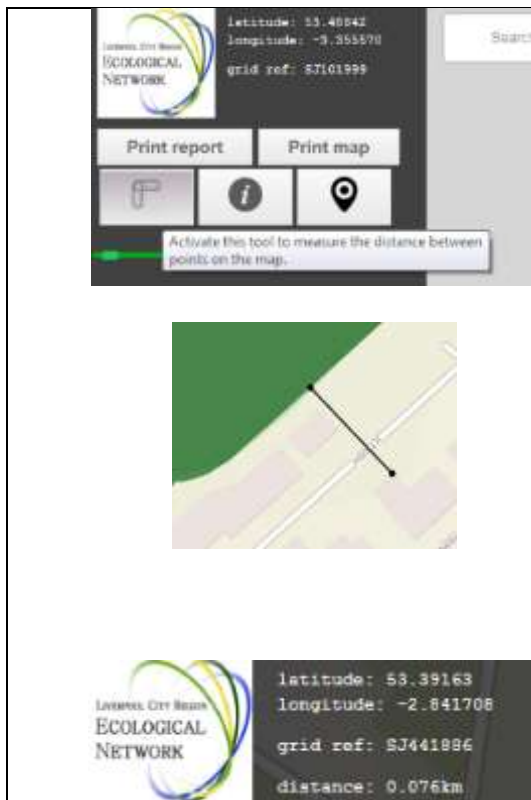 latitude: 53.48842
longitude: -3.355570
grid ref: SJ101999
LIVERPOOL CITY REGION
ECOLOGICAL
NETWORK
Search
Print report
Print map
i
Activate this tool to measure the distance between
points on the map.
LIVERPOOL CITY REGION
ECOLOGICAL
NETWORK
latitude: 53.39163
longitude: -2.841708
grid ref: SJ441886
distance: 0.076km